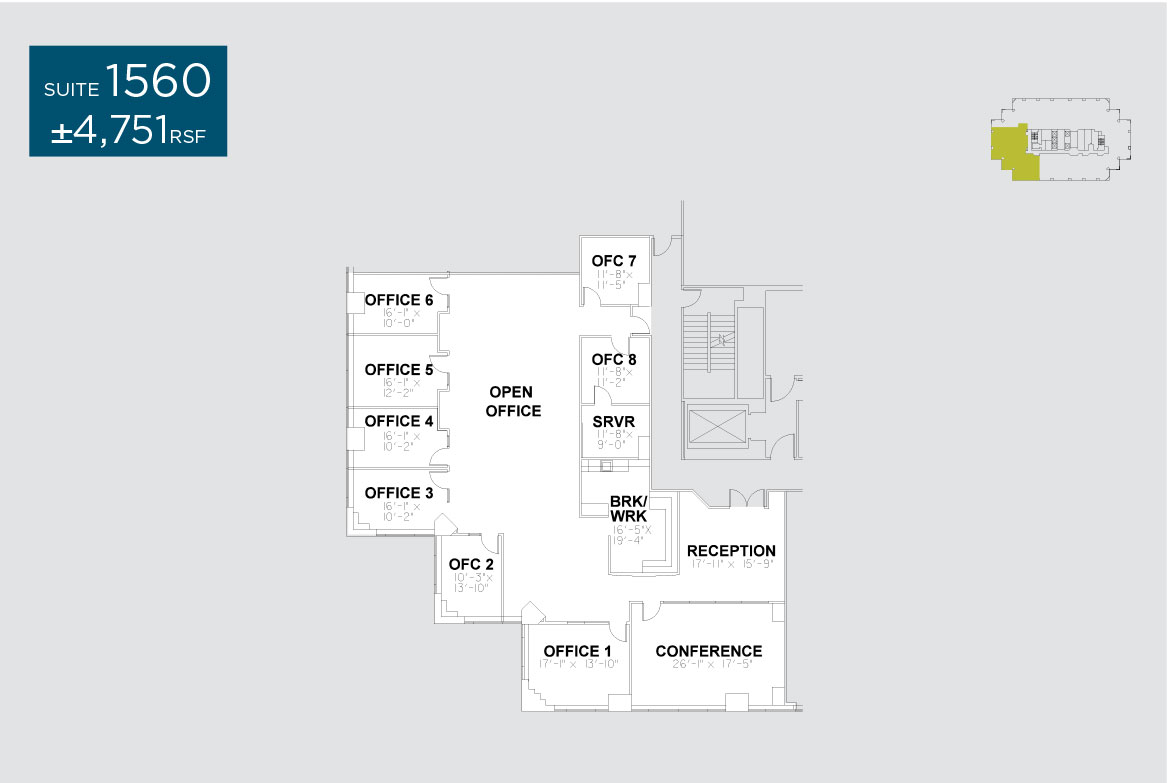 SUITE 1560
±4,751 RSF
OFC 7
11'-8"x
11'-5"
OFFICE 6
16'-1" x
10'-0"
OFC 8
11'-8"x
11'-2"
OFFICE 5
16'-1" x
12'-2"
OPEN
OFFICE
OFFICE 4
16'-1" x
10'-2"
SRVR
11'-8"x
9'-0"
OFFICE 3
16'-1" x
10'-2"
BRK/
WRK
16'-5"X
19'-4"
RECEPTION
17'-11" x 15'-9"
OFC 2
10'-3"x
13'-10"
OFFICE 1
17'-1" x 13'-10"
CONFERENCE
26'-1" x 17'-5"